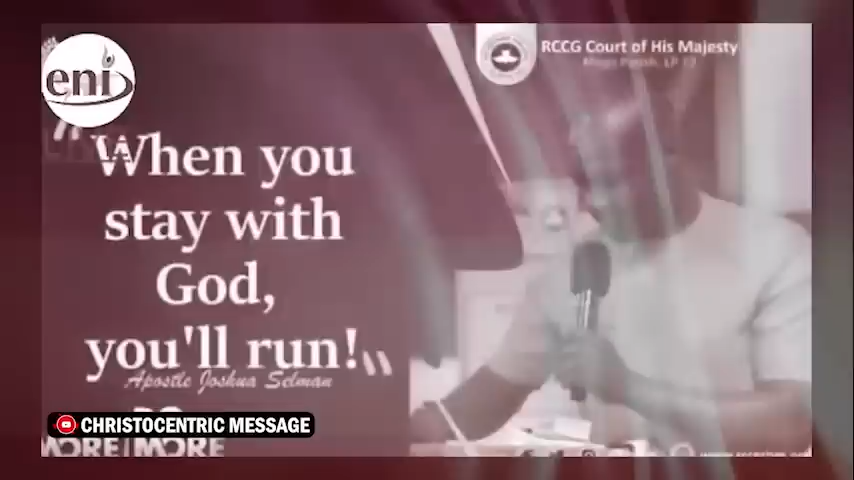 eni
RCCG Court of His Majesty
"When you
stay with
God,
you'll run!"
Apostle Joshua Selman
CHRISTOCENTRIC MESSAGE
MORE MORE